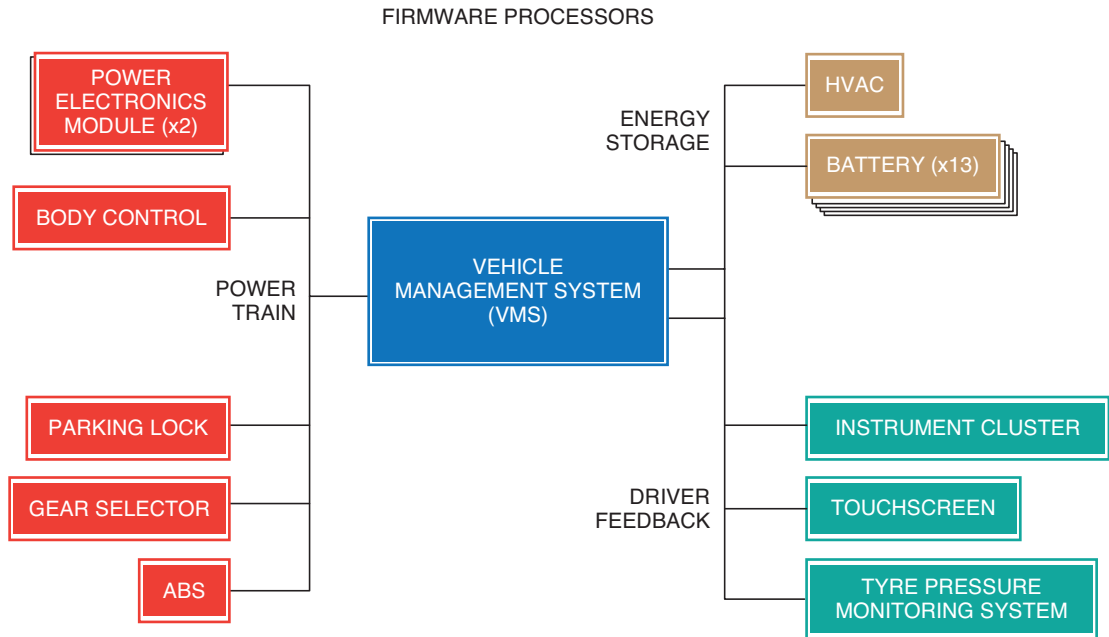 FIRMWARE PROCESSORS
POWER
ELECTRONICS
MODULE (x2)
BODY CONTROL
POWER
TRAIN
PARKING LOCK
GEAR SELECTOR
ABS
VEHICLE
MANAGEMENT SYSTEM
(VMS)
ENERGY
STORAGE
HVAC
BATTERY (x13)
DRIVER
FEEDBACK
INSTRUMENT CLUSTER
TOUCHSCREEN
TYRE PRESSURE
MONITORING SYSTEM